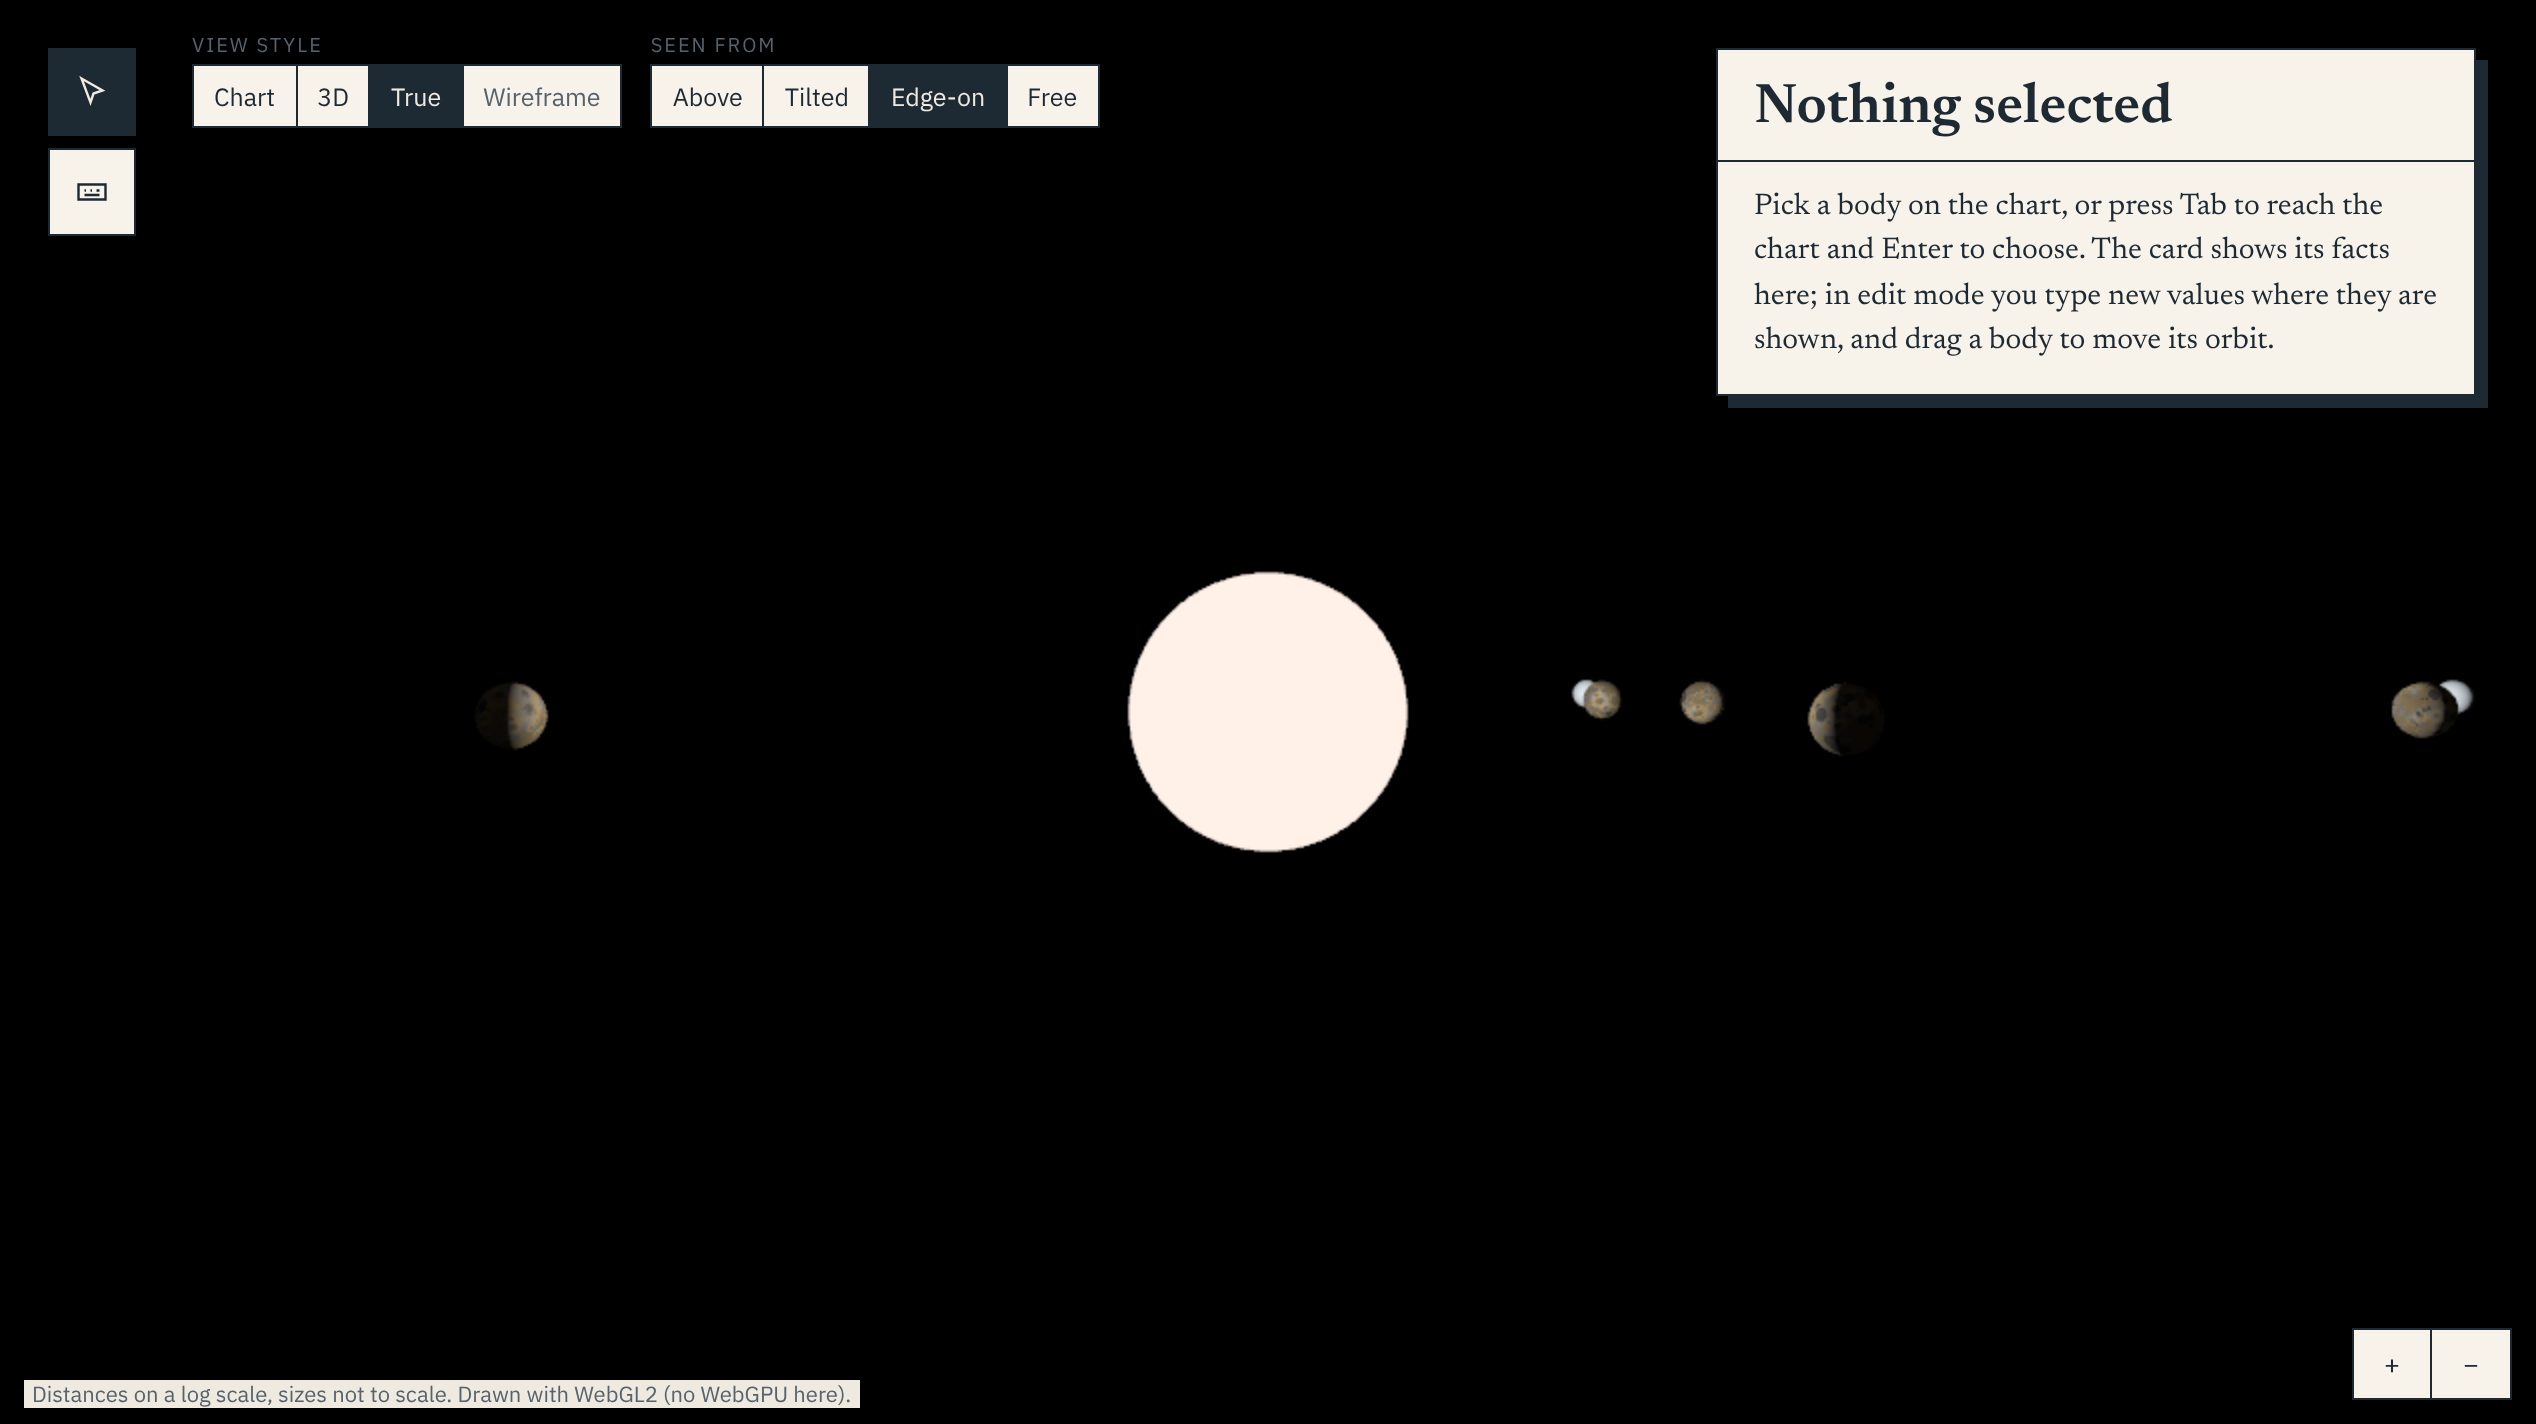 VIEW STYLE
Chart 3D True Wireframe
SEEN FROM
Above Tilted Edge-on Free
Nothing selected
Pick a body on the chart, or press Tab to reach the
chart and Enter to choose. The card shows its facts
here; in edit mode you type new values where they are
shown, and drag a body to move its orbit.
Distances on a log scale, sizes not to scale. Drawn with WebGL2 (no WebGPU here).
+ −